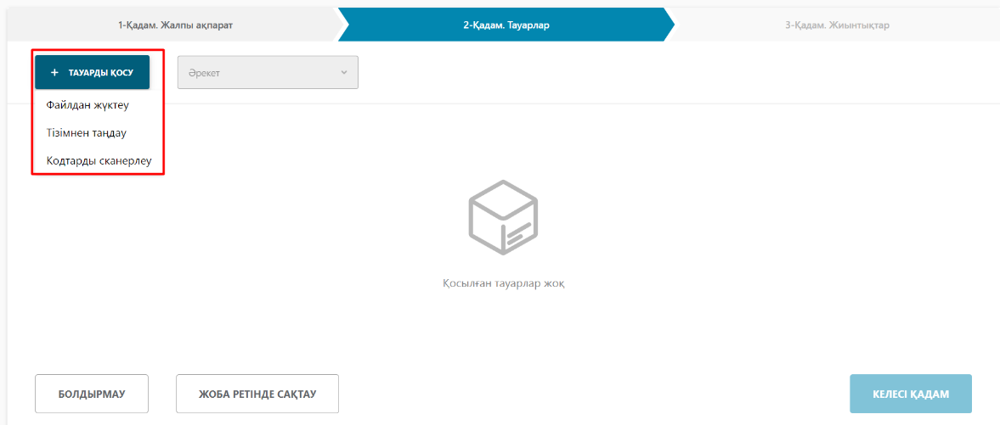 1-Қадам. Жалпы ақпарат
2-Қадам. Тауарлар
3-Қадам. Жиынтықтар
+ ТАУАРДЫ ҚОСУ
Әрекет
Файлдан жүктеу
Тізімнен таңдау
Кодтарды сканерлеу
Қосылған тауарлар жоқ
БОЛДЫРМАУ
ЖОБА РЕТІНДЕ САҚТАУ
КЕЛЕСІ ҚАДАМ